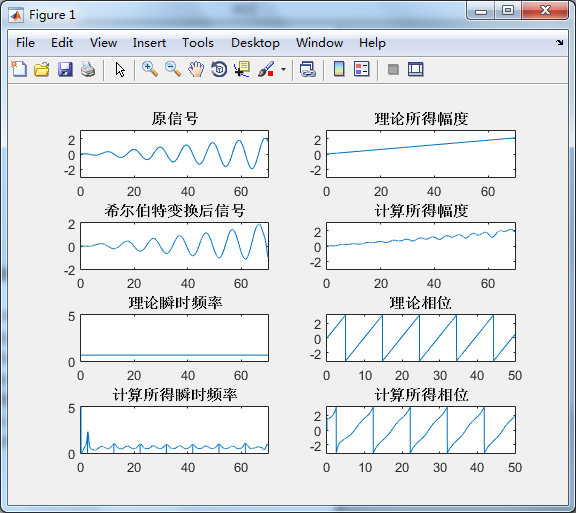 Figure 1
File Edit View Insert Tools Desktop Window Help
原信号 理论所得幅度
2
0
-2
0 20 40 60
2
0
-2
0 20 40 60
希尔伯特变换后信号 计算所得幅度
2
0
-2
0 20 40 60
2
0
-2
0 20 40 60
理论瞬时频率 理论相位
5
0
0 20 40 60
2
0
-2
0 10 20 30 40 50
计算所得瞬时频率 计算所得相位
5
0
0 20 40 60
2
0
-2
0 10 20 30 40 50